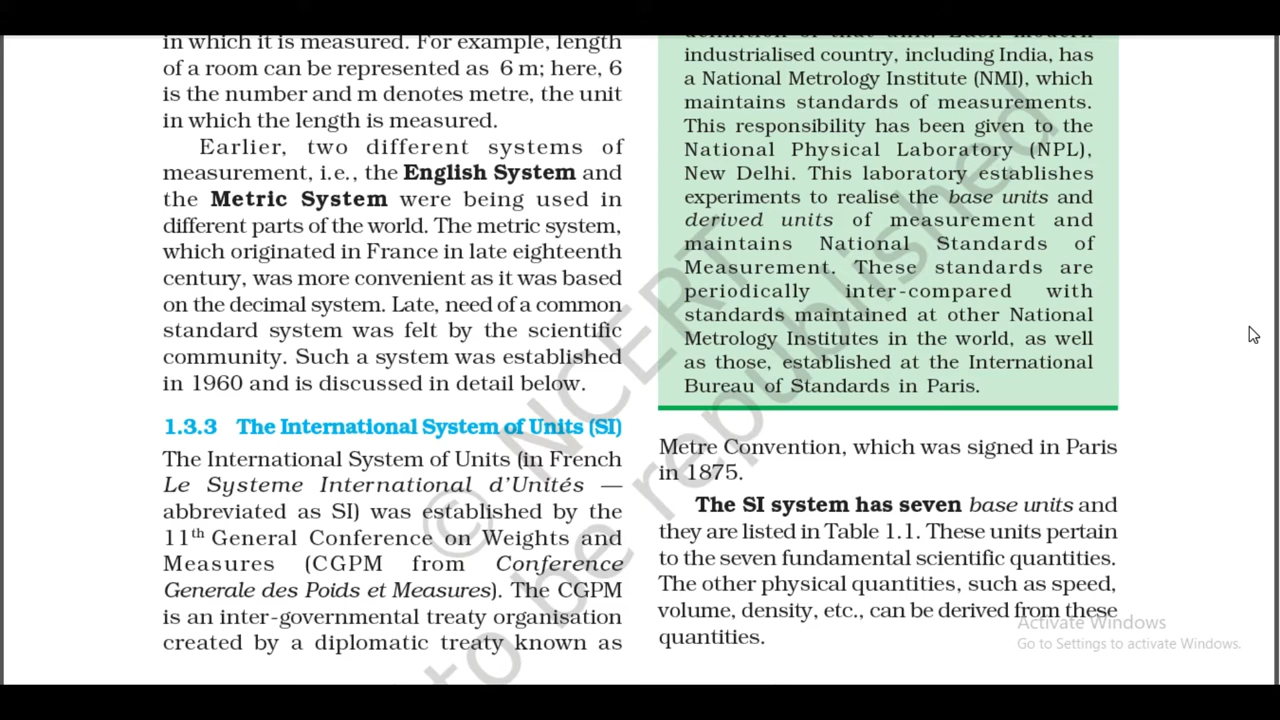 in which it is measured. For example, length
of a room can be represented as 6 m; here, 6
is the number and m denotes metre, the unit
in which the length is measured.
Earlier, two different systems of
measurement, i.e., the English System and
the Metric System were being used in
different parts of the world. The metric system,
which originated in France in late eighteenth
century, was more convenient as it was based
on the decimal system. Late, need of a common
standard system was felt by the scientific
community. Such a system was established
in 1960 and is discussed in detail below.
1.3.3 The International System of Units (SI)
The International System of Units (in French
Le Systeme International d'Unités —
abbreviated as SI) was established by the
11th General Conference on Weights and
Measures (CGPM from Conference
Generale des Poids et Measures). The CGPM
is an inter-governmental treaty organisation
created by a diplomatic treaty known as
definition of that unit. Each modern
industrialised country, including India, has
a National Metrology Institute (NMI), which
maintains standards of measurements.
This responsibility has been given to the
National Physical Laboratory (NPL),
New Delhi. This laboratory establishes
experiments to realise the base units and
derived units of measurement and
maintains National Standards of
Measurement. These standards are
periodically inter-compared with
standards maintained at other National
Metrology Institutes in the world, as well
as those, established at the International
Bureau of Standards in Paris.
Metre Convention, which was signed in Paris
in 1875.
The SI system has seven base units and
they are listed in Table 1.1. These units pertain
to the seven fundamental scientific quantities.
The other physical quantities, such as speed,
volume, density, etc., can be derived from these
quantities.
© NCERT
to be republished
Activate Windows
Go to Settings to activate Windows.